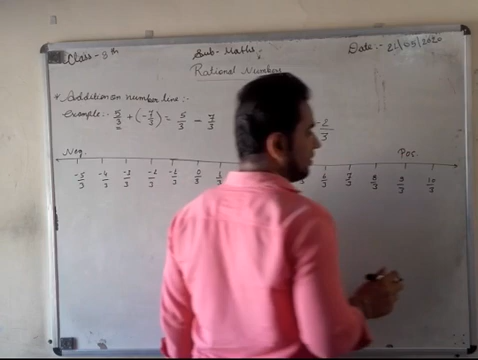 Class - 8th Sub - Maths Date :- 21/05/2020
Rational Number
* Addition on number line :-
Example :- 5/3 + (-7/3) = 5/3 - 7/3 -2/3
Neg. Pos.
-5/3 -4/3 -3/3 -2/3 -1/3 0/3 1/3 6/3 7/3 8/3 9/3 10/3